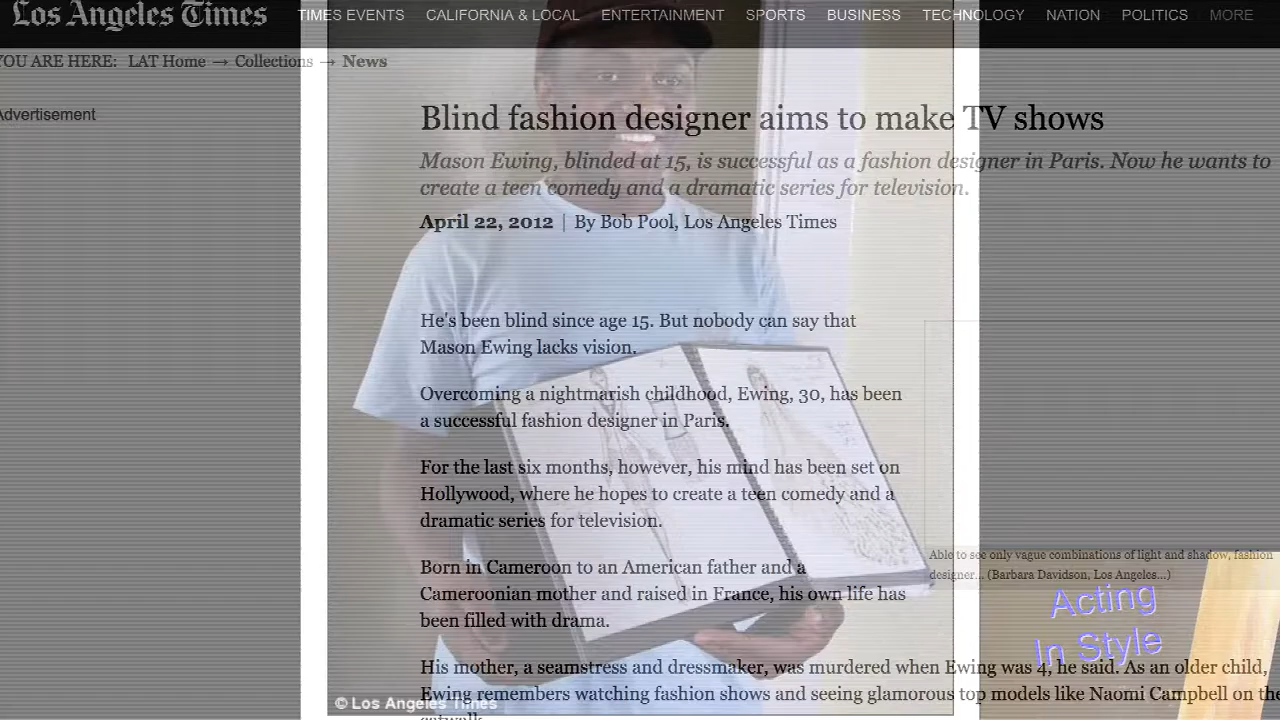 Los Angeles Times
TIMES EVENTS CALIFORNIA & LOCAL ENTERTAINMENT SPORTS BUSINESS TECHNOLOGY NATION POLITICS MORE
YOU ARE HERE: LAT Home → Collections → News
Advertisement
Blind fashion designer aims to make TV shows
Mason Ewing, blinded at 15, is successful as a fashion designer in Paris. Now he wants to
create a teen comedy and a dramatic series for television.
April 22, 2012 | By Bob Pool, Los Angeles Times
He's been blind since age 15. But nobody can say that
Mason Ewing lacks vision.
Overcoming a nightmarish childhood, Ewing, 30, has been
a successful fashion designer in Paris.
For the last six months, however, his mind has been set on
Hollywood, where he hopes to create a teen comedy and a
dramatic series for television.
Able to see only vague combinations of light and shadow, fashion
designer... (Barbara Davidson, Los Angeles...)
Born in Cameroon to an American father and a
Cameroonian mother and raised in France, his own life has
been filled with drama.
Acting
In Style
His mother, a seamstress and dressmaker, was murdered when Ewing was 4, he said. As an older child,
Ewing remembers watching fashion shows and seeing glamorous top models like Naomi Campbell on the
catwalk.
© Los Angeles Times